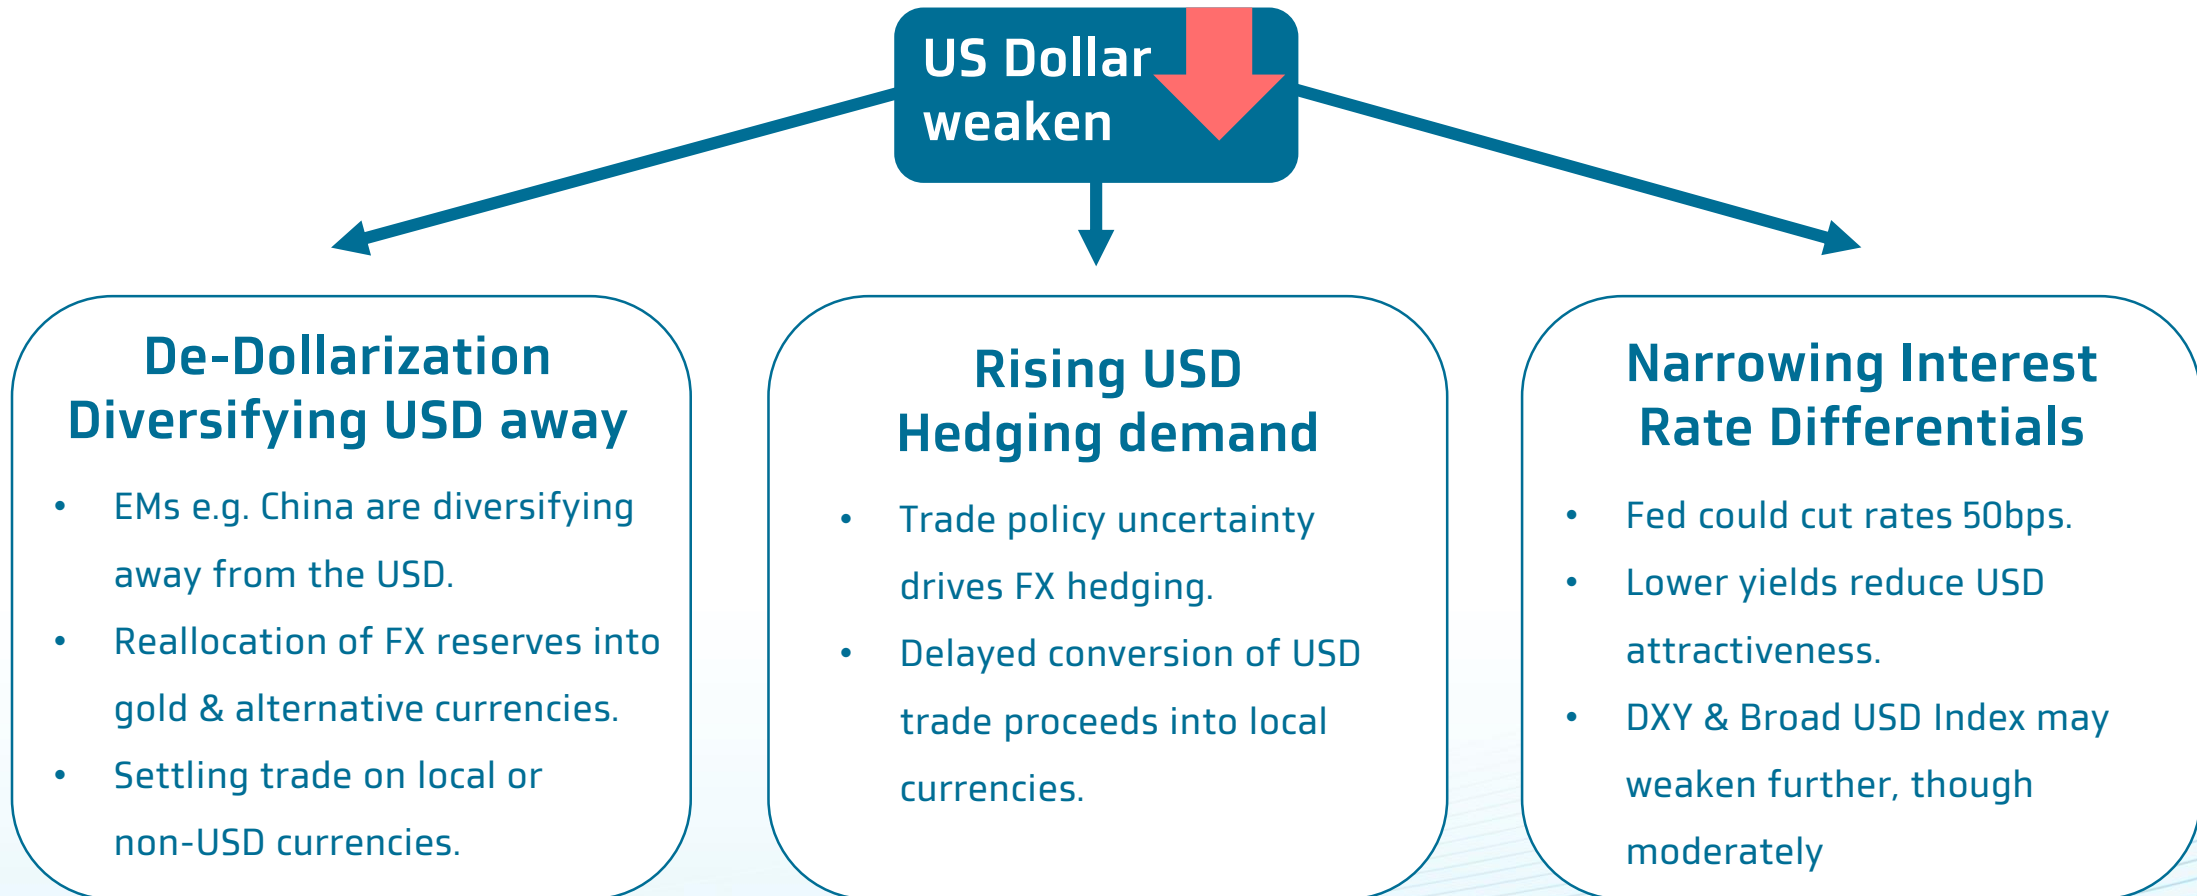 US Dollar
weaken
De-Dollarization
Diversifying USD away
• EMs e.g. China are diversifying
away from the USD.
• Reallocation of FX reserves into
gold & alternative currencies.
• Settling trade on local or
non-USD currencies.
Rising USD
Hedging demand
• Trade policy uncertainty
drives FX hedging.
• Delayed conversion of USD
trade proceeds into local
currencies.
Narrowing Interest
Rate Differentials
• Fed could cut rates 50bps.
• Lower yields reduce USD
attractiveness.
• DXY & Broad USD Index may
weaken further, though
moderately